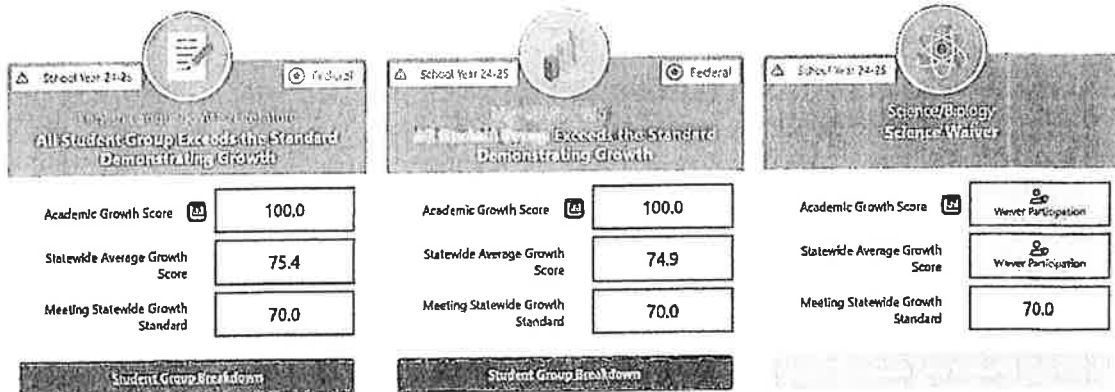 School Year 24-25
Federal
All Student Group Exceeds the Standard
Demonstrating Growth
Academic Growth Score
100.0
Statewide Average Growth
Score
75.4
Meeting Statewide Growth
Standard
70.0
Student Group Breakdown
School Year 24-25
Federal
All Student Group Exceeds the Standard
Demonstrating Growth
Academic Growth Score
100.0
Statewide Average Growth
Score
74.9
Meeting Statewide Growth
Standard
70.0
Student Group Breakdown
School Year 24-25
Science/Biology
Science Waiver
Academic Growth Score
Waiver Participation
Statewide Average Growth
Score
Waiver Participation
Meeting Statewide Growth
Standard
70.0